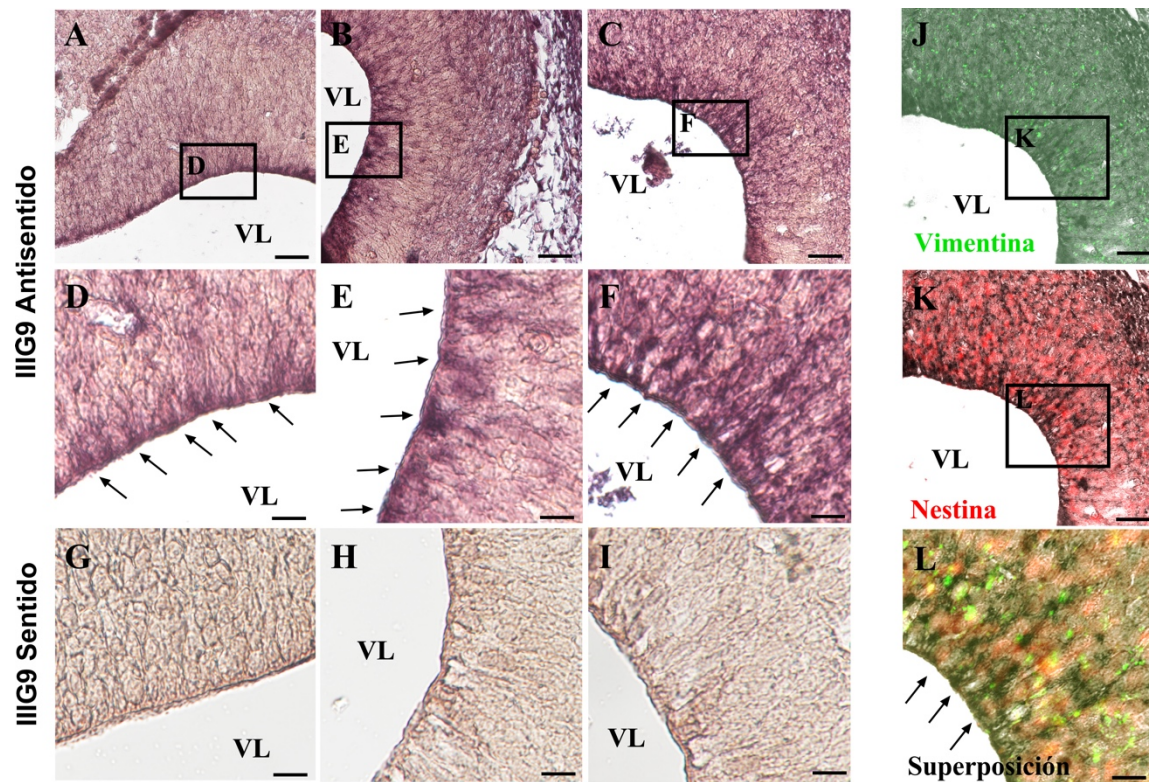 IIIG9 Antisentido
A
VL
D
B
VL
E
C
F
VL
D
VL
E
VL
F
VL
IIIG9 Sentido
G
VL
H
VL
I
VL
J
K
VL
Vimentina
K
L
VL
Nestina
L
Superposición